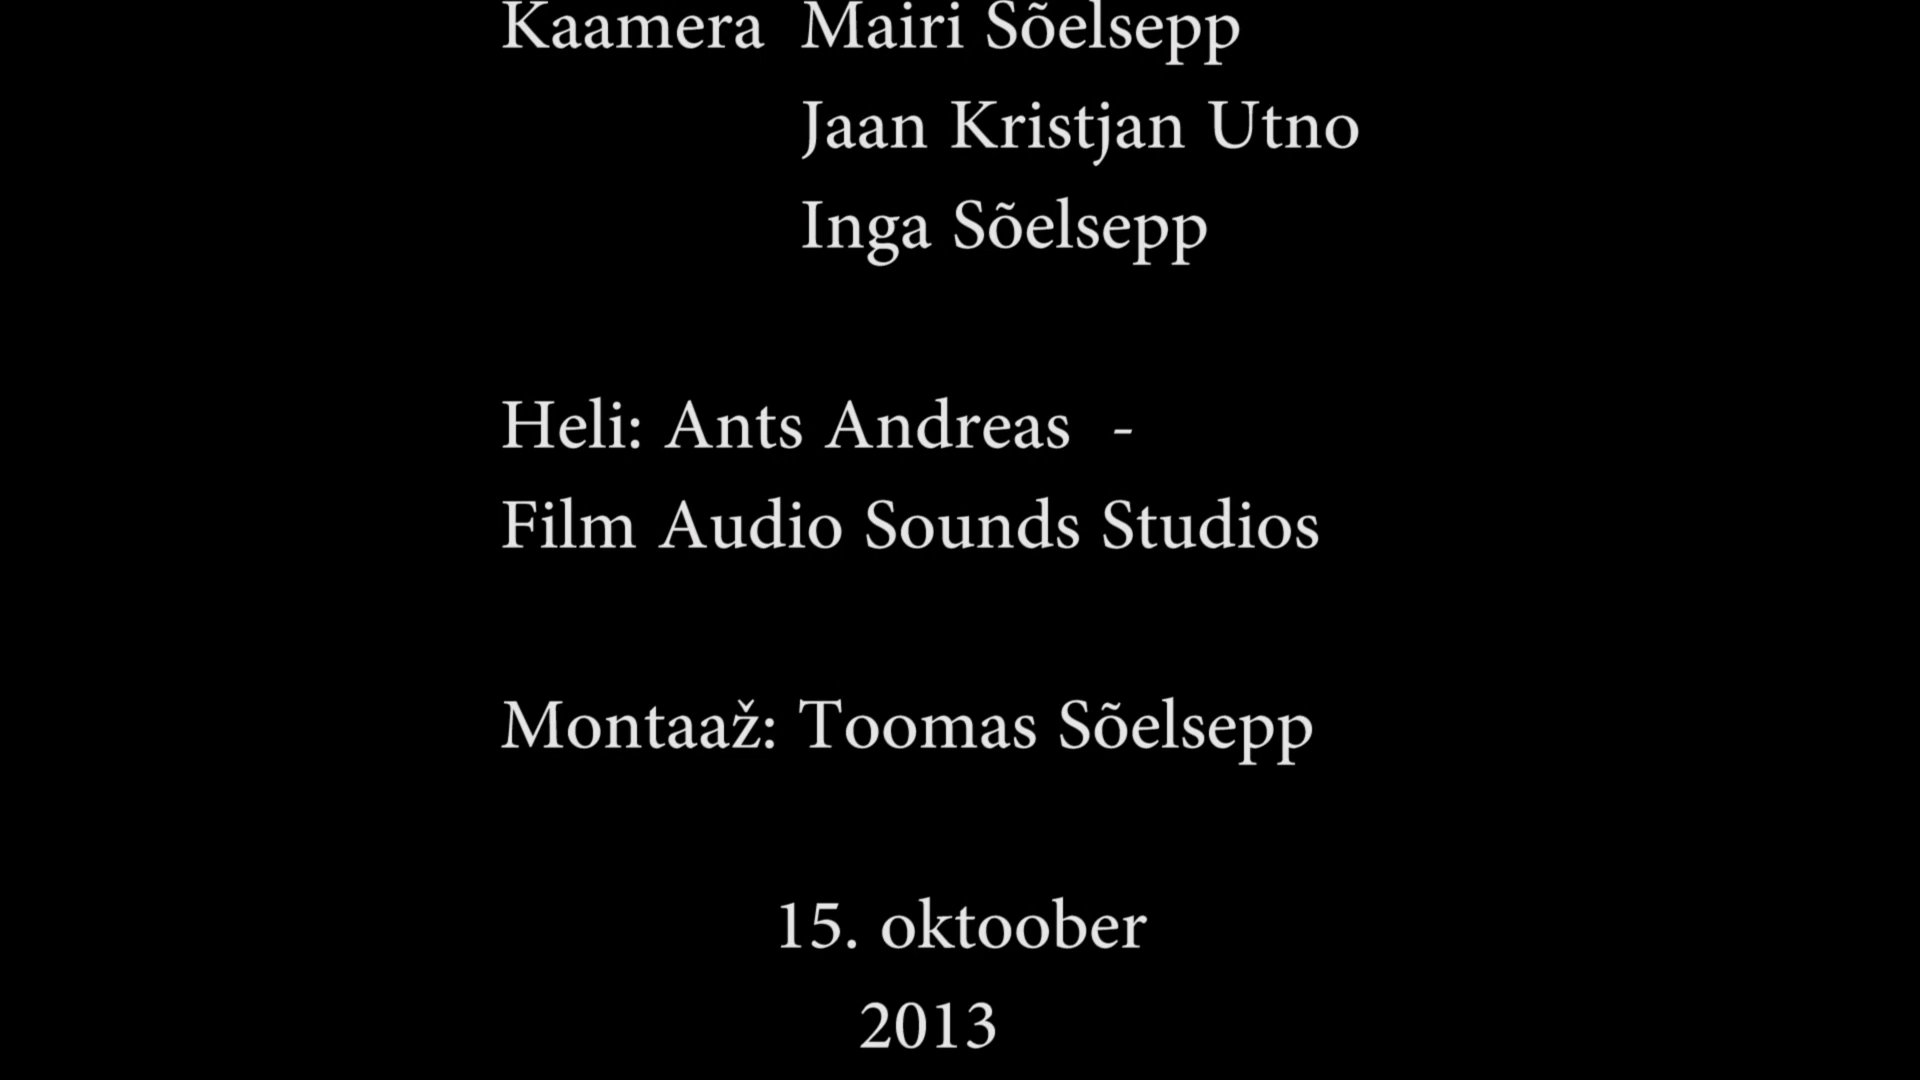 Kaamera Mairi Sõelsepp
Jaan Kristjan Utno
Inga Sõelsepp
Heli: Ants Andreas -
Film Audio Sounds Studios
Montaaž: Toomas Sõelsepp
15. oktoober
2013